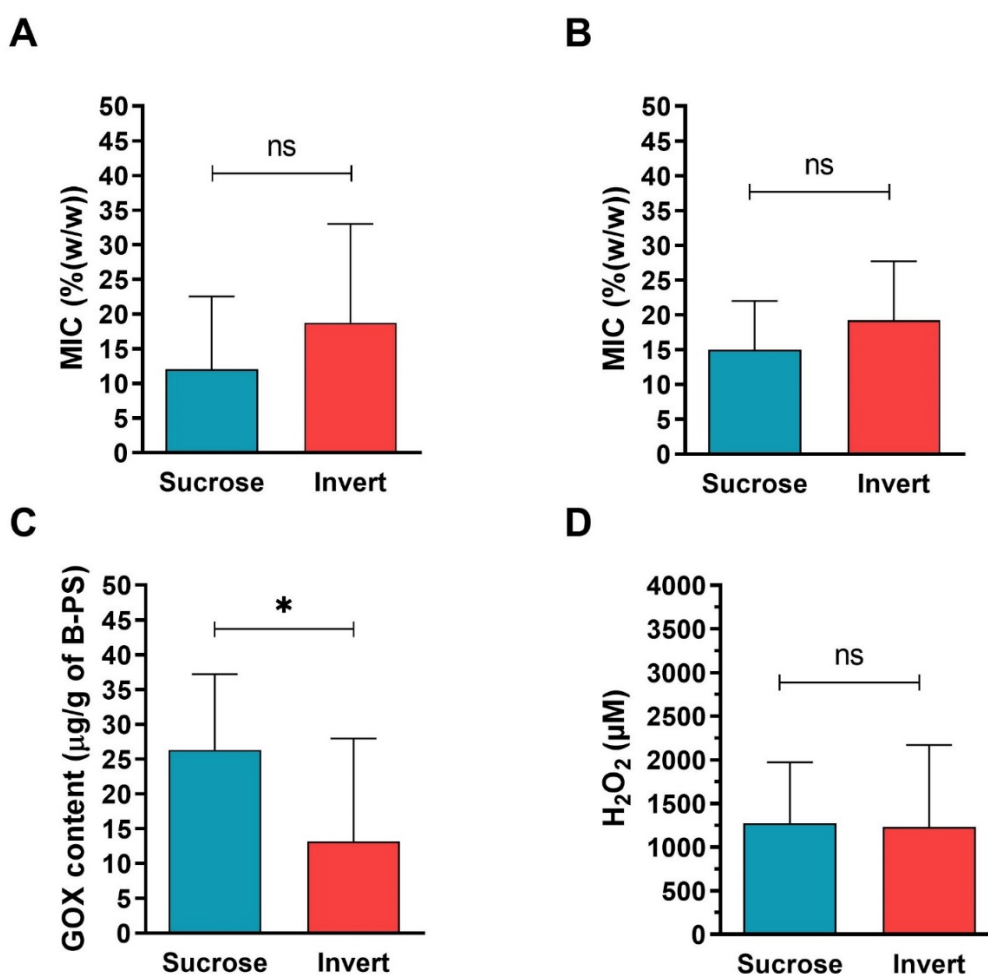 A
MIC (%(w/w))
50
45
40
35
30
25
20
15
10
5
0
ns
Sucrose Invert
B
MIC (%(w/w))
50
45
40
35
30
25
20
15
10
5
0
ns
Sucrose Invert
C
GOX content (μg/g of B-PS)
50
45
40
35
30
25
20
15
10
5
0
*
Sucrose Invert
D
H₂O₂ (μM)
4000
3500
3000
2500
2000
1500
1000
500
0
ns
Sucrose Invert